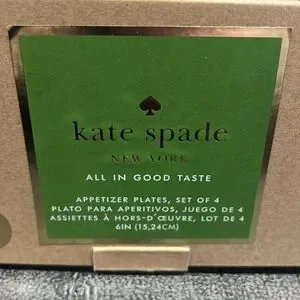 kate spade
NEW YORK
ALL IN GOOD TASTE
APPETIZER PLATES, SET OF 4
PLATO PARA APERITIVOS, JUEGO DE 4
ASSIETTES À HORS-D'ŒUVRE, LOT DE 4
6IN (15,24CM)